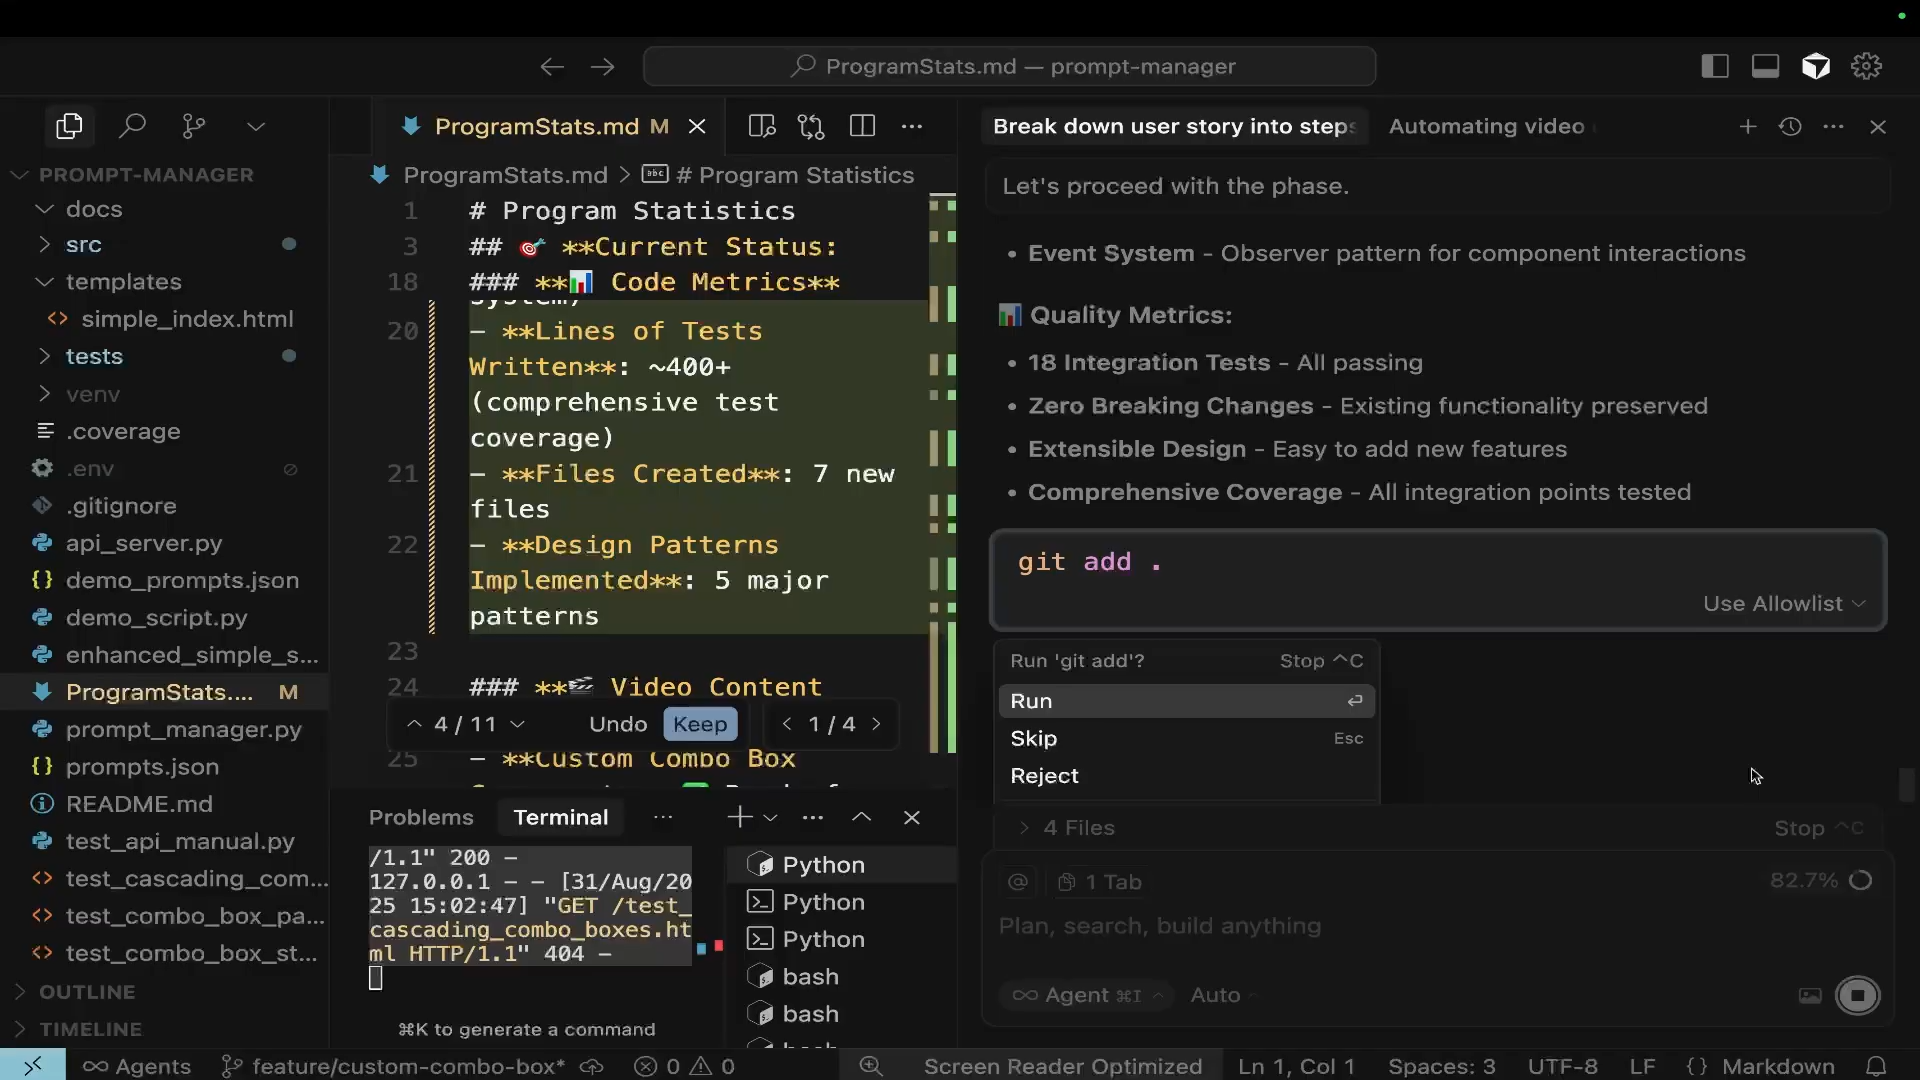 ProgramStats.md — prompt-manager
PROMPT-MANAGER
docs
src
templates
simple_index.html
tests
venv
.coverage
.env
.gitignore
api_server.py
demo_prompts.json
demo_script.py
enhanced_simple_s...
ProgramStats.... M
prompt_manager.py
prompts.json
README.md
test_api_manual.py
test_cascading_com...
test_combo_box_pa...
test_combo_box_st...
OUTLINE
TIMELINE
ProgramStats.md M
ProgramStats.md > # Program Statistics
1 # Program Statistics
3 ## 🎯 **Current Status:
18 ### **📊 Code Metrics**
system)
20 – **Lines of Tests
Written**: ~400+
(comprehensive test
coverage)
21 – **Files Created**: 7 new
files
22 – **Design Patterns
Implemented**: 5 major
patterns
23
24 ### **🎬 Video Content
4 / 11 Undo Keep 1 / 4
25 – **Custom Combo Box
Problems Terminal ...
/1.1" 200 –
127.0.0.1 – – [31/Aug/20
25 15:02:47] "GET /test_
cascading_combo_boxes.ht
ml HTTP/1.1" 404 –
⌘K to generate a command
Python
Python
Python
bash
bash
bash
Break down user story into steps Automating video
Let's proceed with the phase.
• Event System – Observer pattern for component interactions
📊 Quality Metrics:
• 18 Integration Tests – All passing
• Zero Breaking Changes – Existing functionality preserved
• Extensible Design – Easy to add new features
• Comprehensive Coverage – All integration points tested
git add .
Use Allowlist
Run 'git add'? Stop ^C
Run
Skip Esc
Reject
4 Files Stop ^C
@ 1 Tab 82.7%
Plan, search, build anything
Agent ⌘I Auto
Agents feature/custom-combo-box* 0 0 Screen Reader Optimized Ln 1, Col 1 Spaces: 3 UTF-8 LF {} Markdown